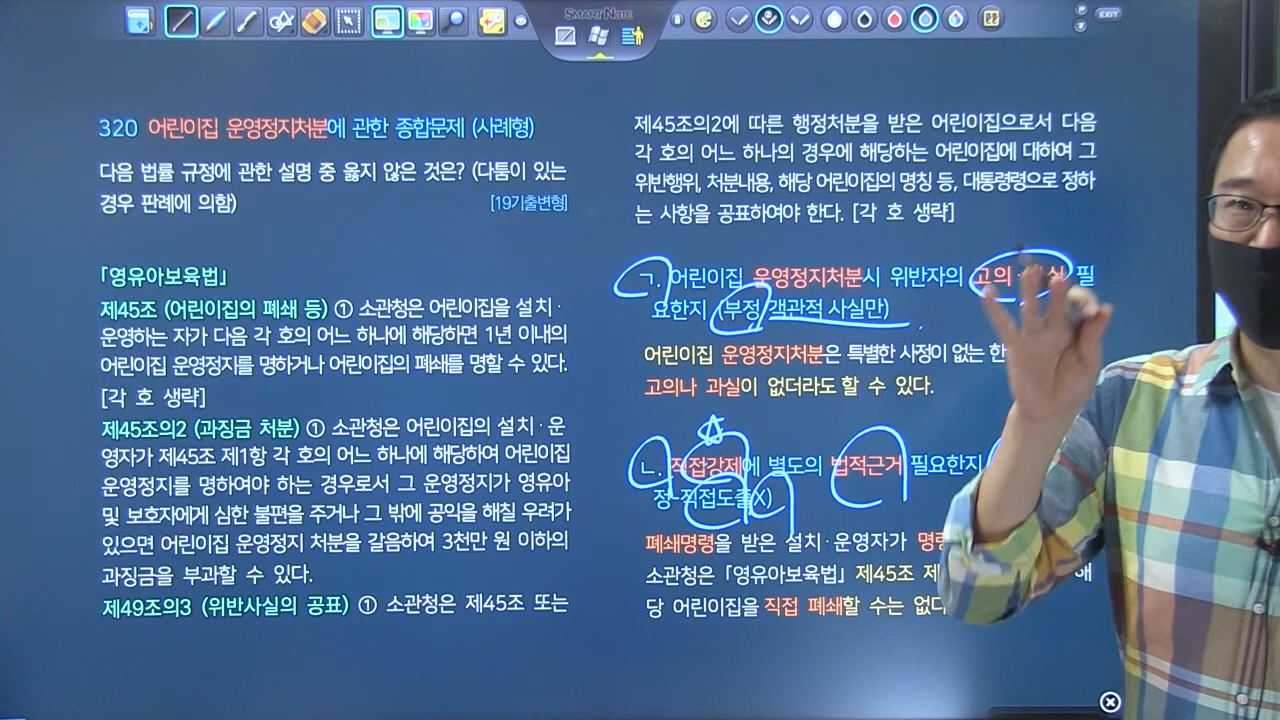 SMART NOTE
EXIT
320 어린이집 운영정지처분에 관한 종합문제 (사례형)
다음 법률 규정에 관한 설명 중 옳지 않은 것은? (다툼이 있는
경우 판례에 의함)
[19기출변형]
「영유아보육법」
제45조 (어린이집의 폐쇄 등) ① 소관청은 어린이집을 설치·
운영하는 자가 다음 각 호의 어느 하나에 해당하면 1년 이내의
어린이집 운영정지를 명하거나 어린이집의 폐쇄를 명할 수 있다.
[각 호 생략]
제45조의2 (과징금 처분) ① 소관청은 어린이집의 설치·운
영자가 제45조 제1항 각 호의 어느 하나에 해당하여 어린이집
운영정지를 명하여야 하는 경우로서 그 운영정지가 영유아
및 보호자에게 심한 불편을 주거나 그 밖에 공익을 해칠 우려가
있으면 어린이집 운영정지 처분을 갈음하여 3천만 원 이하의
과징금을 부과할 수 있다.
제49조의3 (위반사실의 공표) ① 소관청은 제45조 또는
제45조의2에 따른 행정처분을 받은 어린이집으로서 다음
각 호의 어느 하나의 경우에 해당하는 어린이집에 대하여 그
위반행위, 처분내용, 해당 어린이집의 명칭 등, 대통령령으로 정하
는 사항을 공표하여야 한다. [각 호 생략]
ㄱ. 어린이집 운영정지처분시 위반자의 고의 필
요한지 (부정 객관적 사실만)
어린이집 운영정지처분은 특별한 사정이 없는 한
고의나 과실이 없더라도 할 수 있다.
ㄴ. 직접강제에 별도의 법적근거 필요한지
정 직접도출X)
폐쇄명령을 받은 설치·운영자가
소관청은 「영유아보육법」 제45조 해
당 어린이집을 직접 폐쇄할 수는 없다